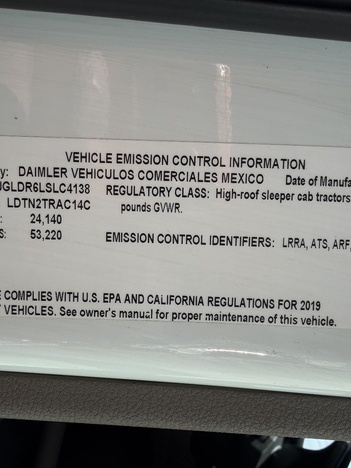 VEHICLE EMISSION CONTROL INFORMATION
y: DAIMLER VEHICULOS COMERCIALES MEXICO Date of Manufa
JGLDR6LSLC4138 REGULATORY CLASS: High-roof sleeper cab tractors
LDTN2TRAC14C pounds GVWR.
: 24,140
S: 53,220 EMISSION CONTROL IDENTIFIERS: LRRA, ATS, ARF,
E COMPLIES WITH U.S. EPA AND CALIFORNIA REGULATIONS FOR 2019
VEHICLES. See owner's manual for proper maintenance of this vehicle.